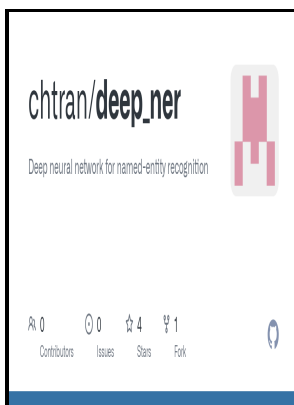 chtran/deep_ner
Deep neural network for named-entity recognition
0 0 4 1
Contributors Issues Stars Fork